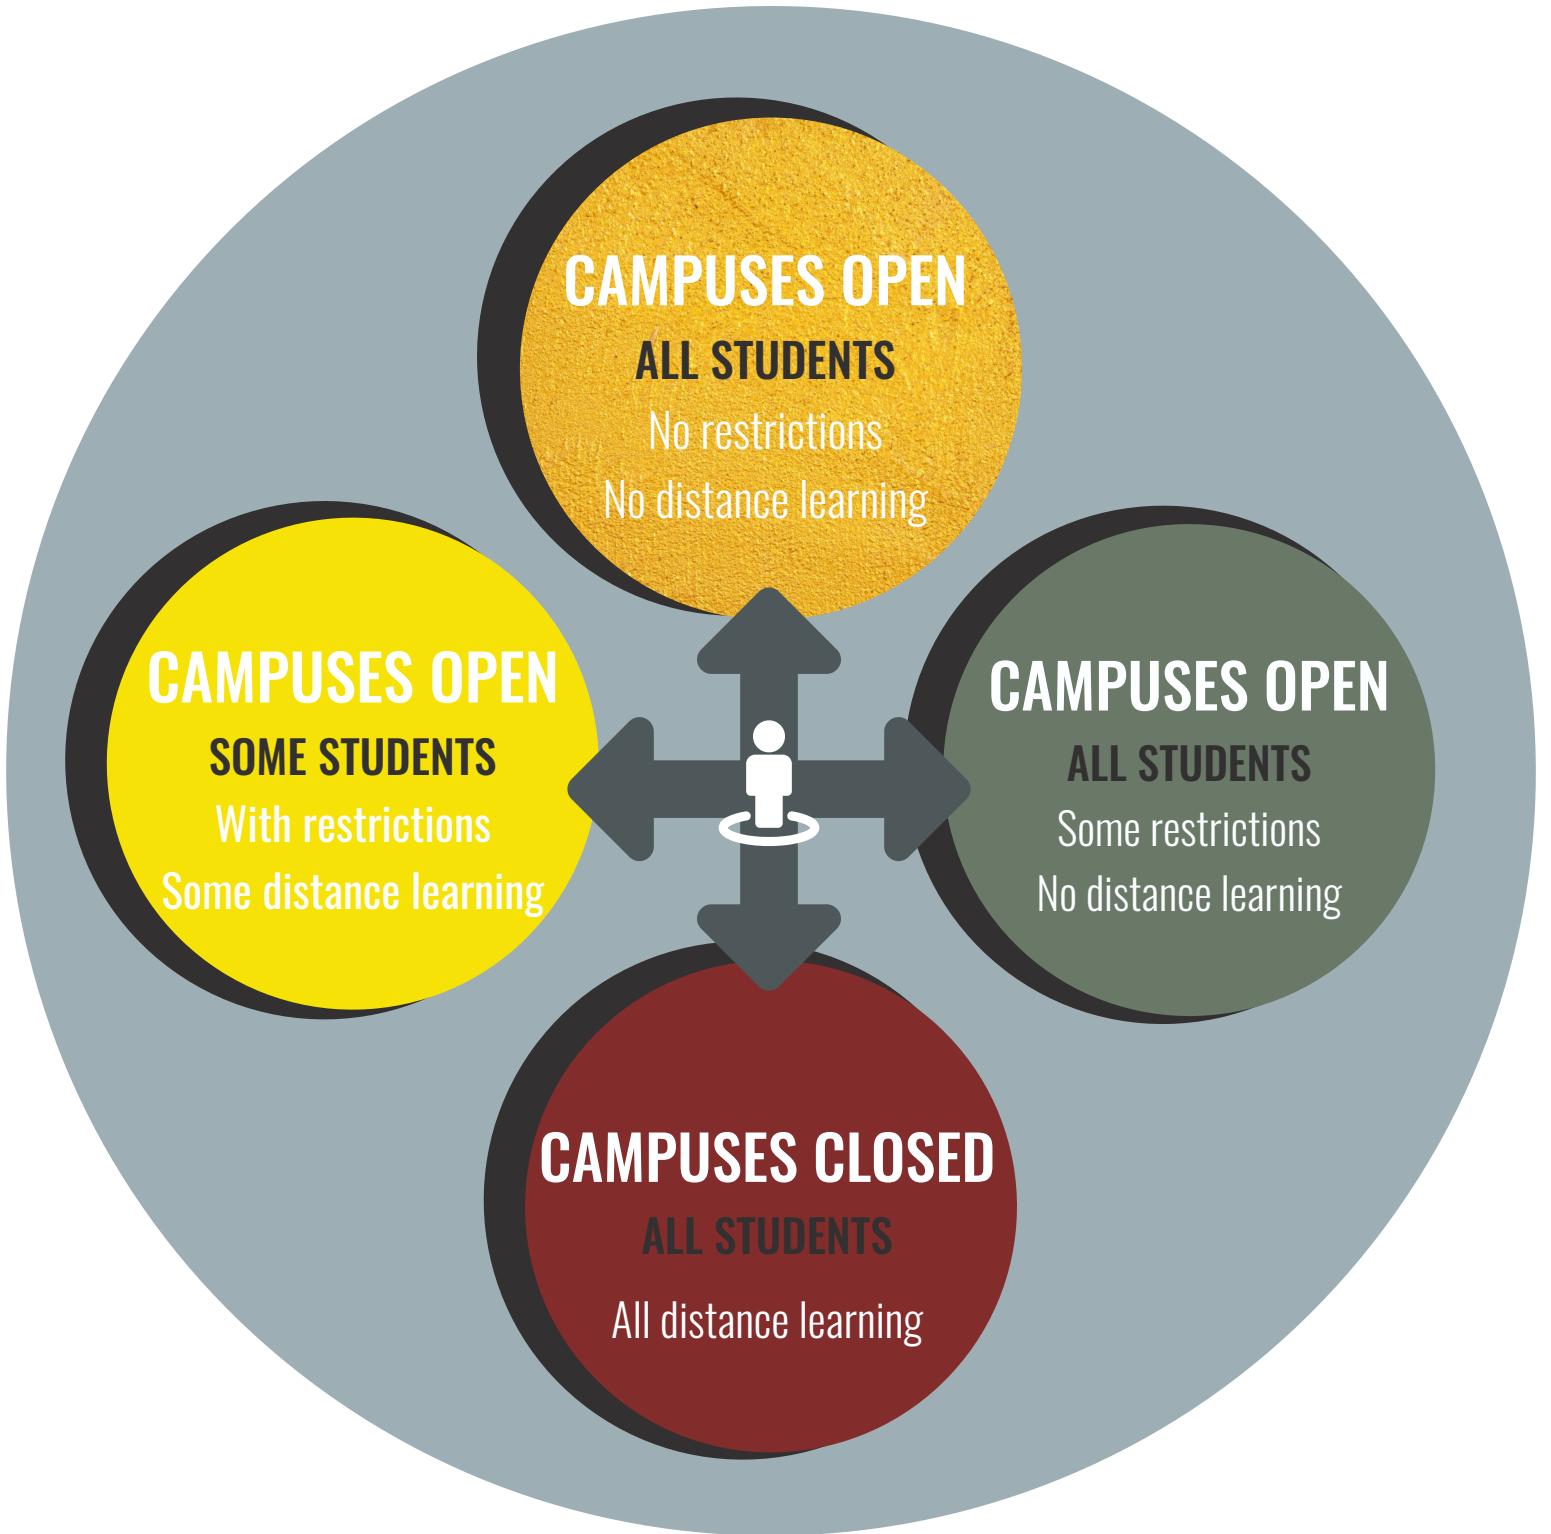 CAMPUSES OPEN
ALL STUDENTS
No restrictions
No distance learning
CAMPUSES OPEN
SOME STUDENTS
With restrictions
Some distance learning
CAMPUSES OPEN
ALL STUDENTS
Some restrictions
No distance learning
CAMPUSES CLOSED
ALL STUDENTS
All distance learning